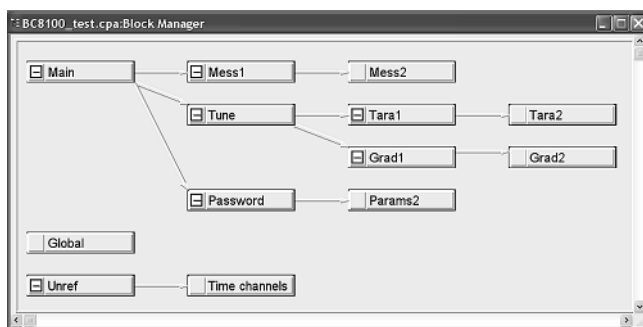 BC8100_test.cpa:Block Manager
Main
Mess1
Mess2
Tune
Tara1
Tara2
Grad1
Grad2
Password
Params2
Global
Unref
Time channels